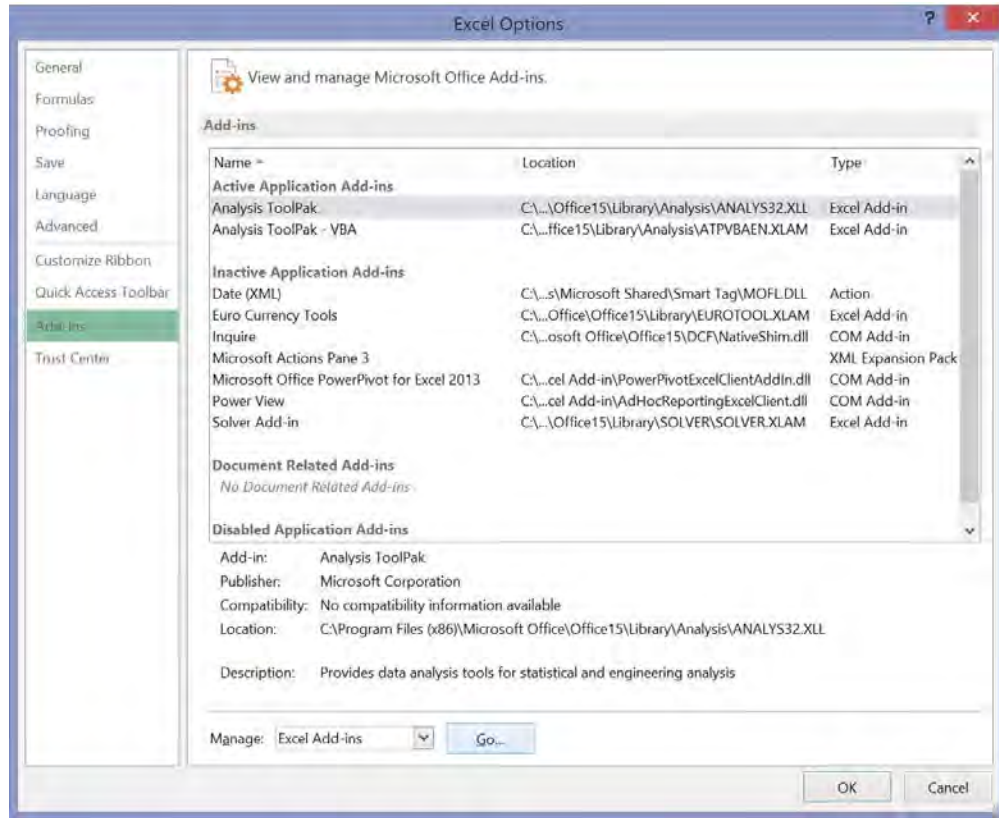 Excel Options
?
General
Formulas
Proofing
Save
Language
Advanced
Customize Ribbon
Quick Access Toolbar
Add-Ins
Trust Center
View and manage Microsoft Office Add-ins.
Add-ins
Name Location Type
Active Application Add-ins
Analysis ToolPak C:\...\Office15\Library\Analysis\ANALYS32.XLL Excel Add-in
Analysis ToolPak - VBA C:\...ffice15\Library\Analysis\ATPVBAEN.XLAM Excel Add-in
Inactive Application Add-ins
Date (XML) C:\...s\Microsoft Shared\Smart Tag\MOFL.DLL Action
Euro Currency Tools C:\...Office\Office15\Library\EUROTOOL.XLAM Excel Add-in
Inquire C:\...osoft Office\Office15\DCF\NativeShim.dll COM Add-in
Microsoft Actions Pane 3 XML Expansion Pack
Microsoft Office PowerPivot for Excel 2013 C:\...cel Add-in\PowerPivotExcelClientAddIn.dll COM Add-in
Power View C:\...cel Add-in\AdHocReportingExcelClient.dll COM Add-in
Solver Add-in C:\...\Office15\Library\SOLVER\SOLVER.XLAM Excel Add-in
Document Related Add-ins
No Document Related Add-ins
Disabled Application Add-ins
Add-in: Analysis ToolPak
Publisher: Microsoft Corporation
Compatibility: No compatibility information available
Location: C:\Program Files (x86)\Microsoft Office\Office15\Library\Analysis\ANALYS32.XLL
Description: Provides data analysis tools for statistical and engineering analysis
Manage: Excel Add-ins Go...
OK Cancel